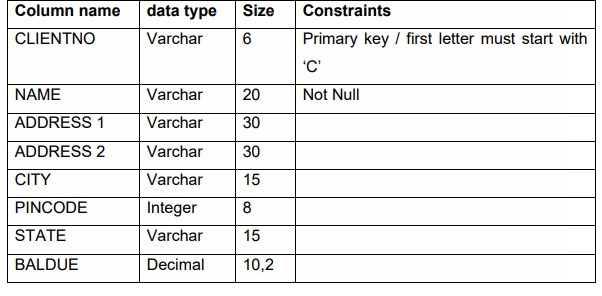 Column name data type Size Constraints
CLIENTNO Varchar 6 Primary key / first letter must start with
‘C’
NAME Varchar 20 Not Null
ADDRESS 1 Varchar 30
ADDRESS 2 Varchar 30
CITY Varchar 15
PINCODE Integer 8
STATE Varchar 15
BALDUE Decimal 10,2